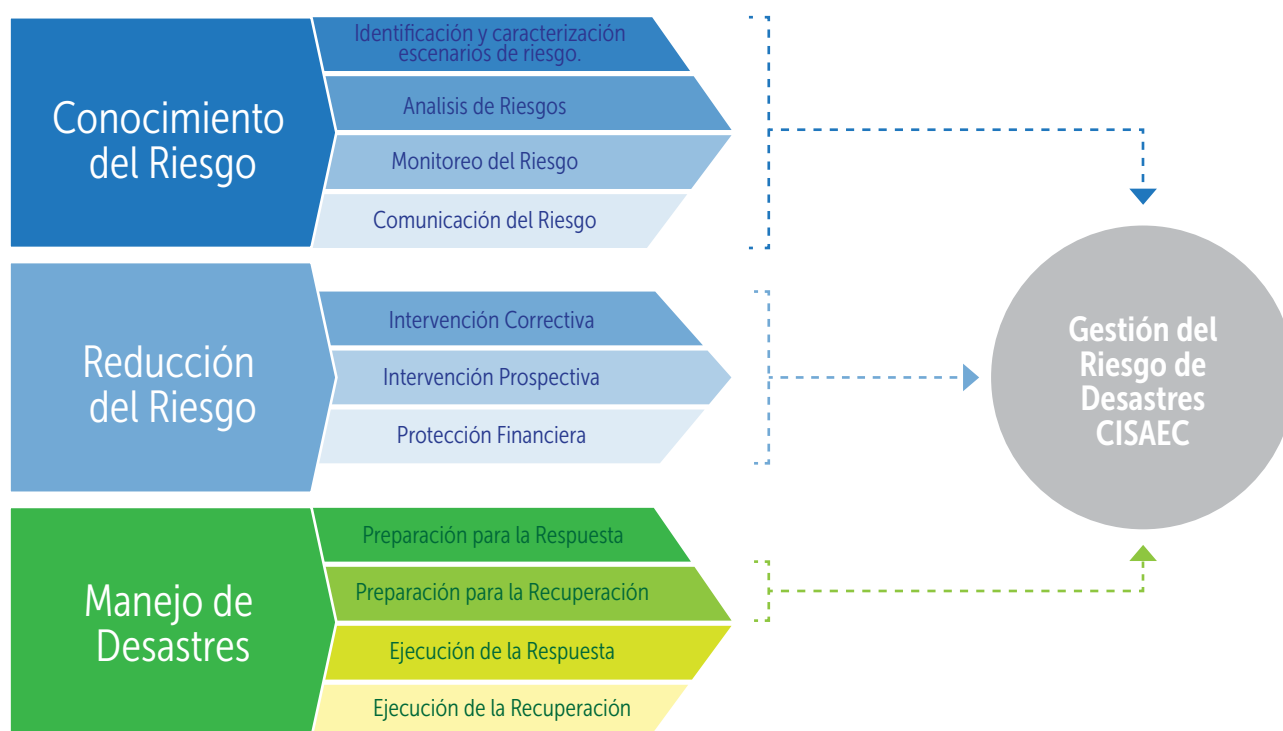 Conocimiento
del Riesgo
Identificación y caracterización
escenarios de riesgo.
Analisis de Riesgos
Monitoreo del Riesgo
Comunicación del Riesgo
Reducción
del Riesgo
Intervención Correctiva
Intervención Prospectiva
Protección Financiera
Manejo de
Desastres
Preparación para la Respuesta
Preparación para la Recuperación
Ejecución de la Respuesta
Ejecución de la Recuperación
Gestión del
Riesgo de
Desastres
CISAEC